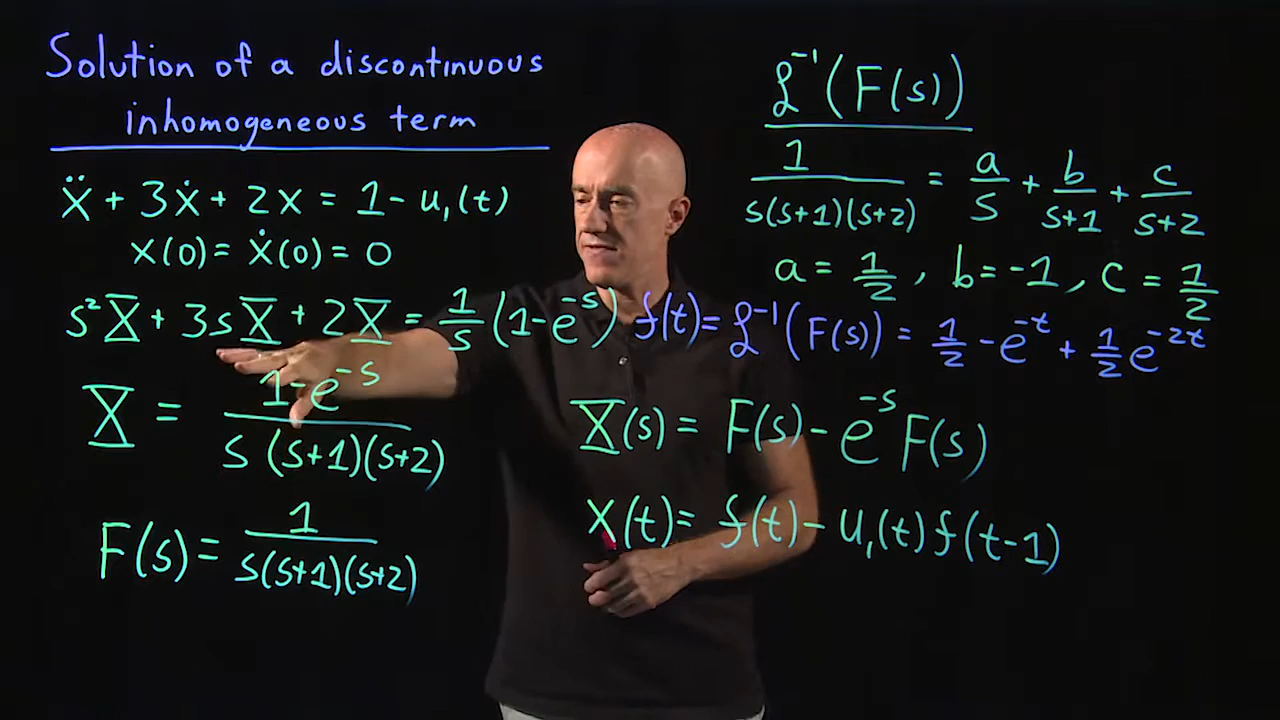 Solution of a discontinuous
inhomogeneous term
ẍ + 3ẋ + 2x = 1 - u₁(t)
x(0) = ẋ(0) = 0
s²X + 3sX + 2X = 1/s (1 - e⁻ˢ)
X = (1 - e⁻ˢ) / (s(s+1)(s+2))
F(s) = 1 / (s(s+1)(s+2))
ℒ⁻¹(F(s))
1 / (s(s+1)(s+2)) = a/s + b/(s+1) + c/(s+2)
a = 1/2, b = -1, c = 1/2
f(t) = ℒ⁻¹(F(s)) = 1/2 - e⁻ᵗ + 1/2 e⁻²ᵗ
X(s) = F(s) - e⁻ˢ F(s)
x(t) = f(t) - u₁(t) f(t-1)